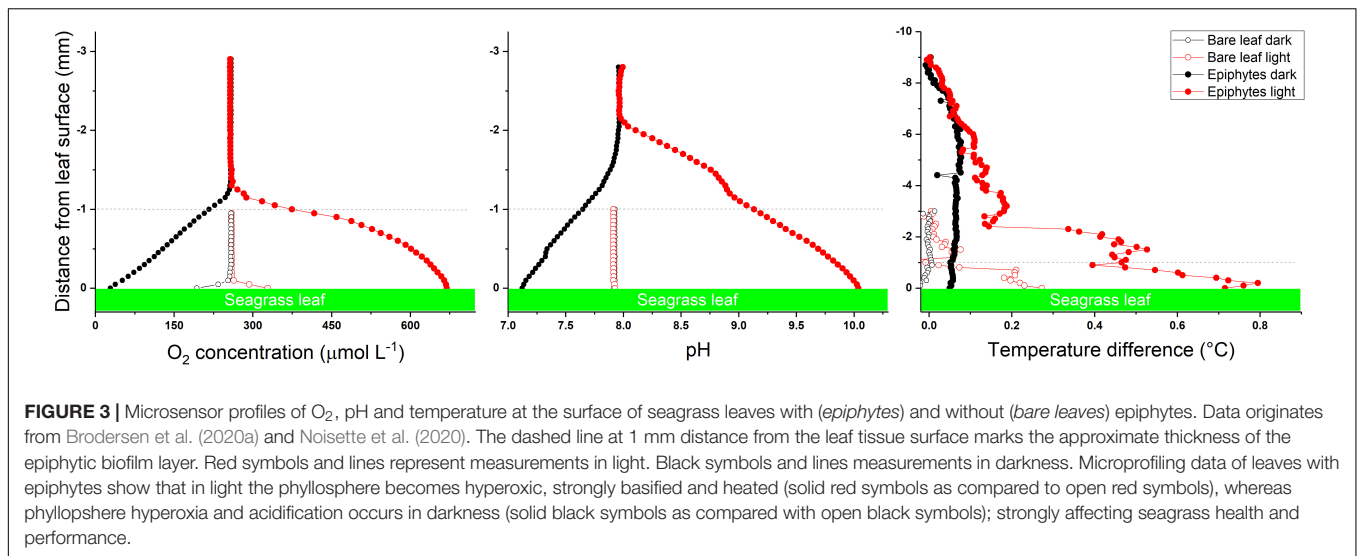 Distance from leaf surface (mm)
-3
-2
-1
0
Seagrass leaf
0
150
300
450
600
O2 concentration (μmol L-1)
-3
-2
-1
0
Seagrass leaf
7.0
7.5
8.0
8.5
9.0
9.5
10.0
pH
-10
-8
-6
-4
-2
0
Bare leaf dark
Bare leaf light
Epiphytes dark
Epiphytes light
Seagrass leaf
0.0
0.2
0.4
0.6
0.8
Temperature difference (°C)
FIGURE 3 | Microsensor profiles of O2, pH and temperature at the surface of seagrass leaves with (epiphytes) and without (bare leaves) epiphytes. Data originates
from Brodersen et al. (2020a) and Noisette et al. (2020). The dashed line at 1 mm distance from the leaf tissue surface marks the approximate thickness of the
epiphytic biofilm layer. Red symbols and lines represent measurements in light. Black symbols and lines measurements in darkness. Microprofiling data of leaves with
epiphytes show that in light the phyllosphere becomes hyperoxic, strongly basified and heated (solid red symbols as compared to open red symbols), whereas
phyllopshere hyperoxia and acidification occurs in darkness (solid black symbols as compared with open black symbols); strongly affecting seagrass health and
performance.